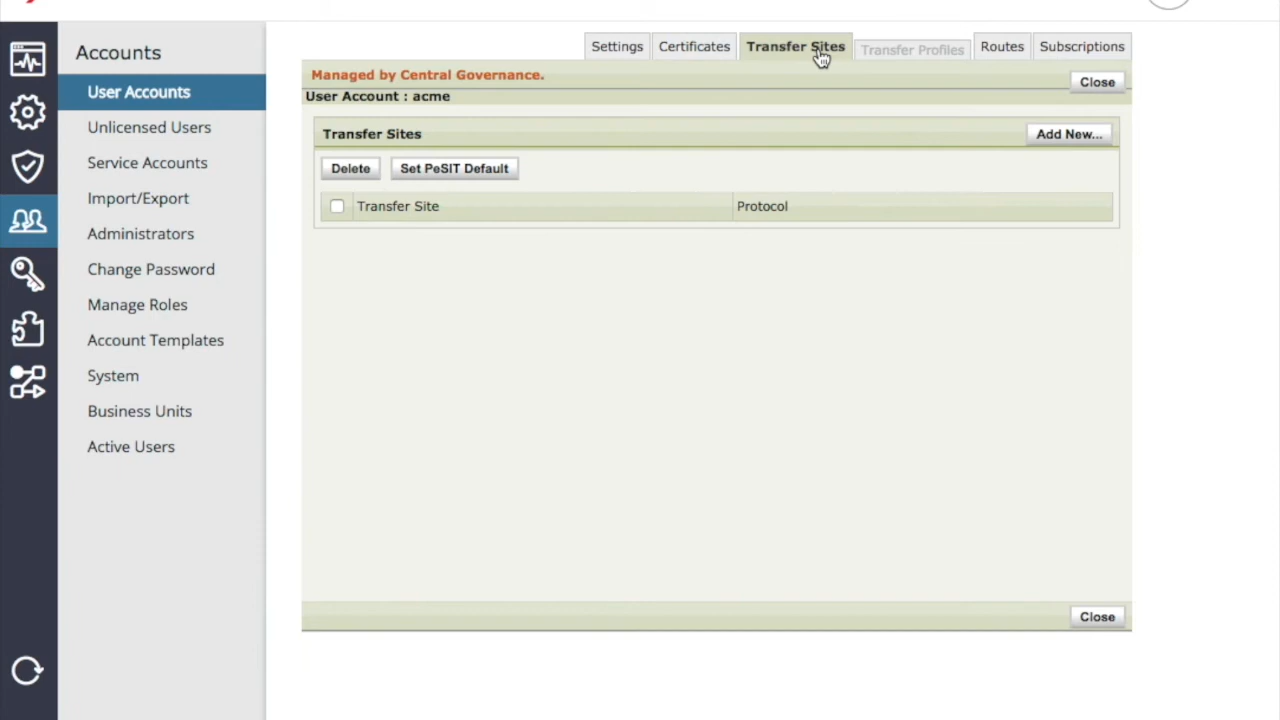 Accounts
User Accounts
Unlicensed Users
Service Accounts
Import/Export
Administrators
Change Password
Manage Roles
Account Templates
System
Business Units
Active Users
Settings Certificates Transfer Sites Transfer Profiles Routes Subscriptions
Managed by Central Governance.
Close
User Account : acme
Transfer Sites Add New...
Delete Set PeSIT Default
Transfer Site Protocol
Close